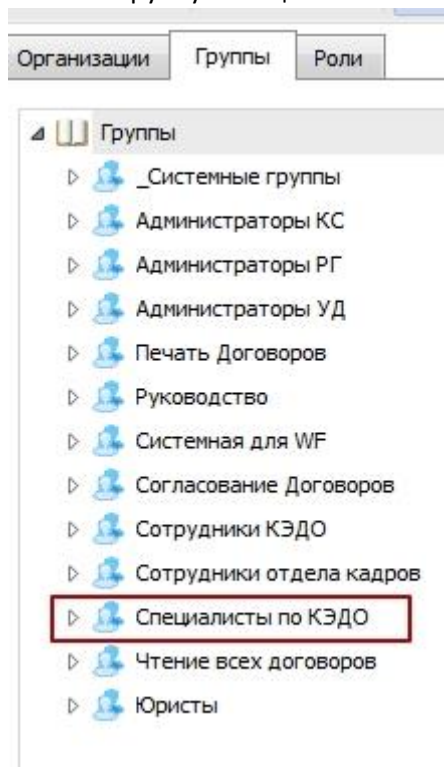 Организации Группы Роли
Группы
_Системные группы
Администраторы КС
Администраторы РГ
Администраторы УД
Печать Договоров
Руководство
Системная для WF
Согласование Договоров
Сотрудники КЭДО
Сотрудники отдела кадров
Специалисты по КЭДО
Чтение всех договоров
Юристы